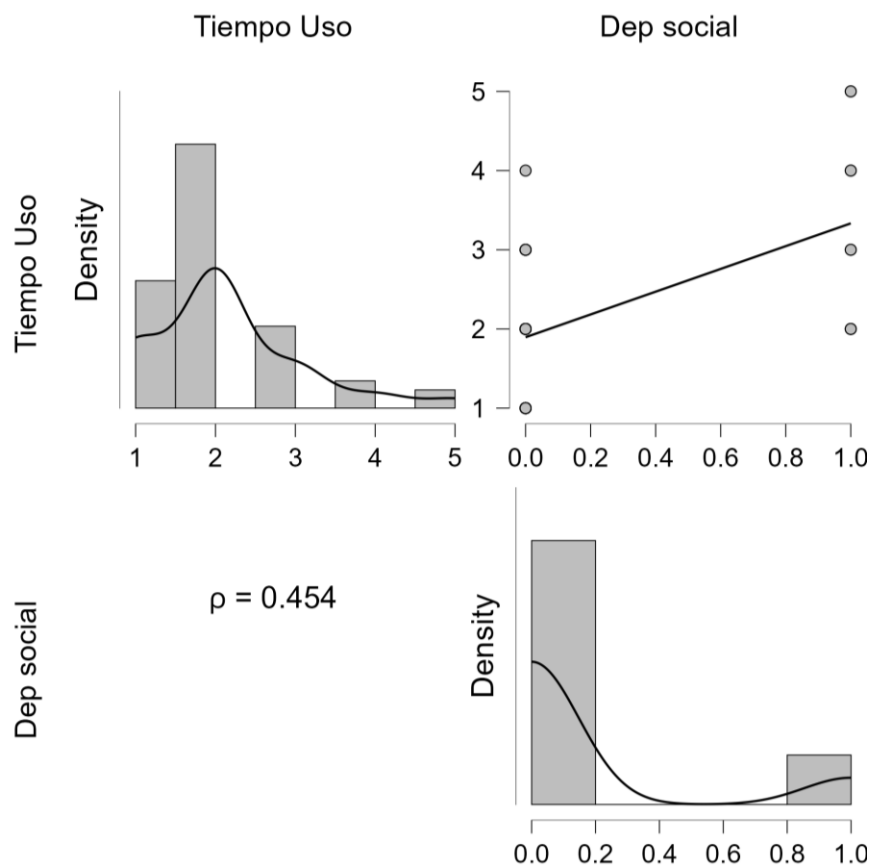 Tiempo Uso
Dep social
Tiempo Uso
Density
1 2 3 4 5
5
4
3
2
1
0.0 0.2 0.4 0.6 0.8 1.0
Dep social
ρ = 0.454
Density
0.0 0.2 0.4 0.6 0.8 1.0